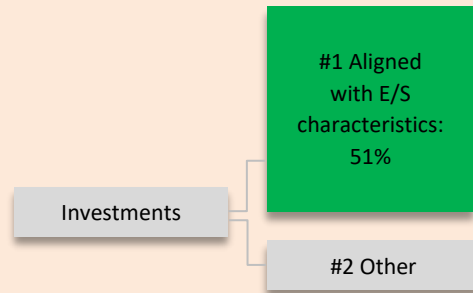 #1 Aligned
with E/S
characteristics:
51%
Investments
#2 Other